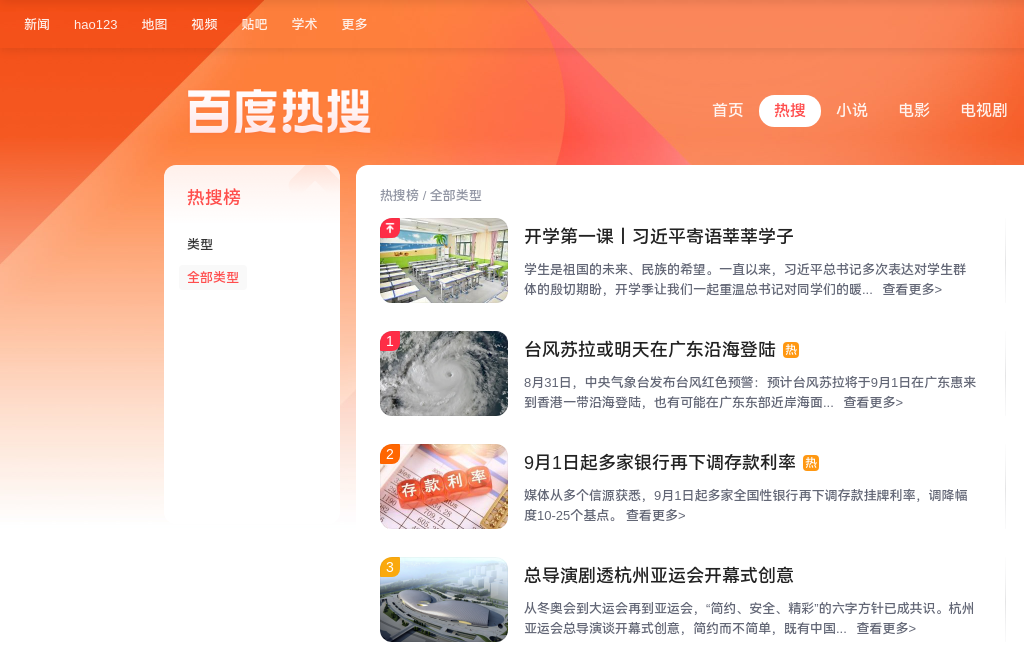 新闻 hao123 地图 视频 贴吧 学术 更多
百度热搜
首页 热搜 小说 电影 电视剧
热搜榜
类型
全部类型
热搜榜 / 全部类型
开学第一课丨习近平寄语莘莘学子
学生是祖国的未来、民族的希望。一直以来，习近平总书记多次表达对学生群
体的殷切期盼，开学季让我们一起重温总书记对同学们的暖... 查看更多>
1
台风苏拉或明天在广东沿海登陆 热
8月31日，中央气象台发布台风红色预警：预计台风苏拉将于9月1日在广东惠来
到香港一带沿海登陆，也有可能在广东东部近岸海面... 查看更多>
2
存款利率
9月1日起多家银行再下调存款利率 热
媒体从多个信源获悉，9月1日起多家全国性银行再下调存款挂牌利率，调降幅
度10-25个基点。 查看更多>
3
总导演剧透杭州亚运会开幕式创意
从冬奥会到大运会再到亚运会，“简约、安全、精彩”的六字方针已成共识。杭州
亚运会总导演谈开幕式创意，简约而不简单，既有中国... 查看更多>